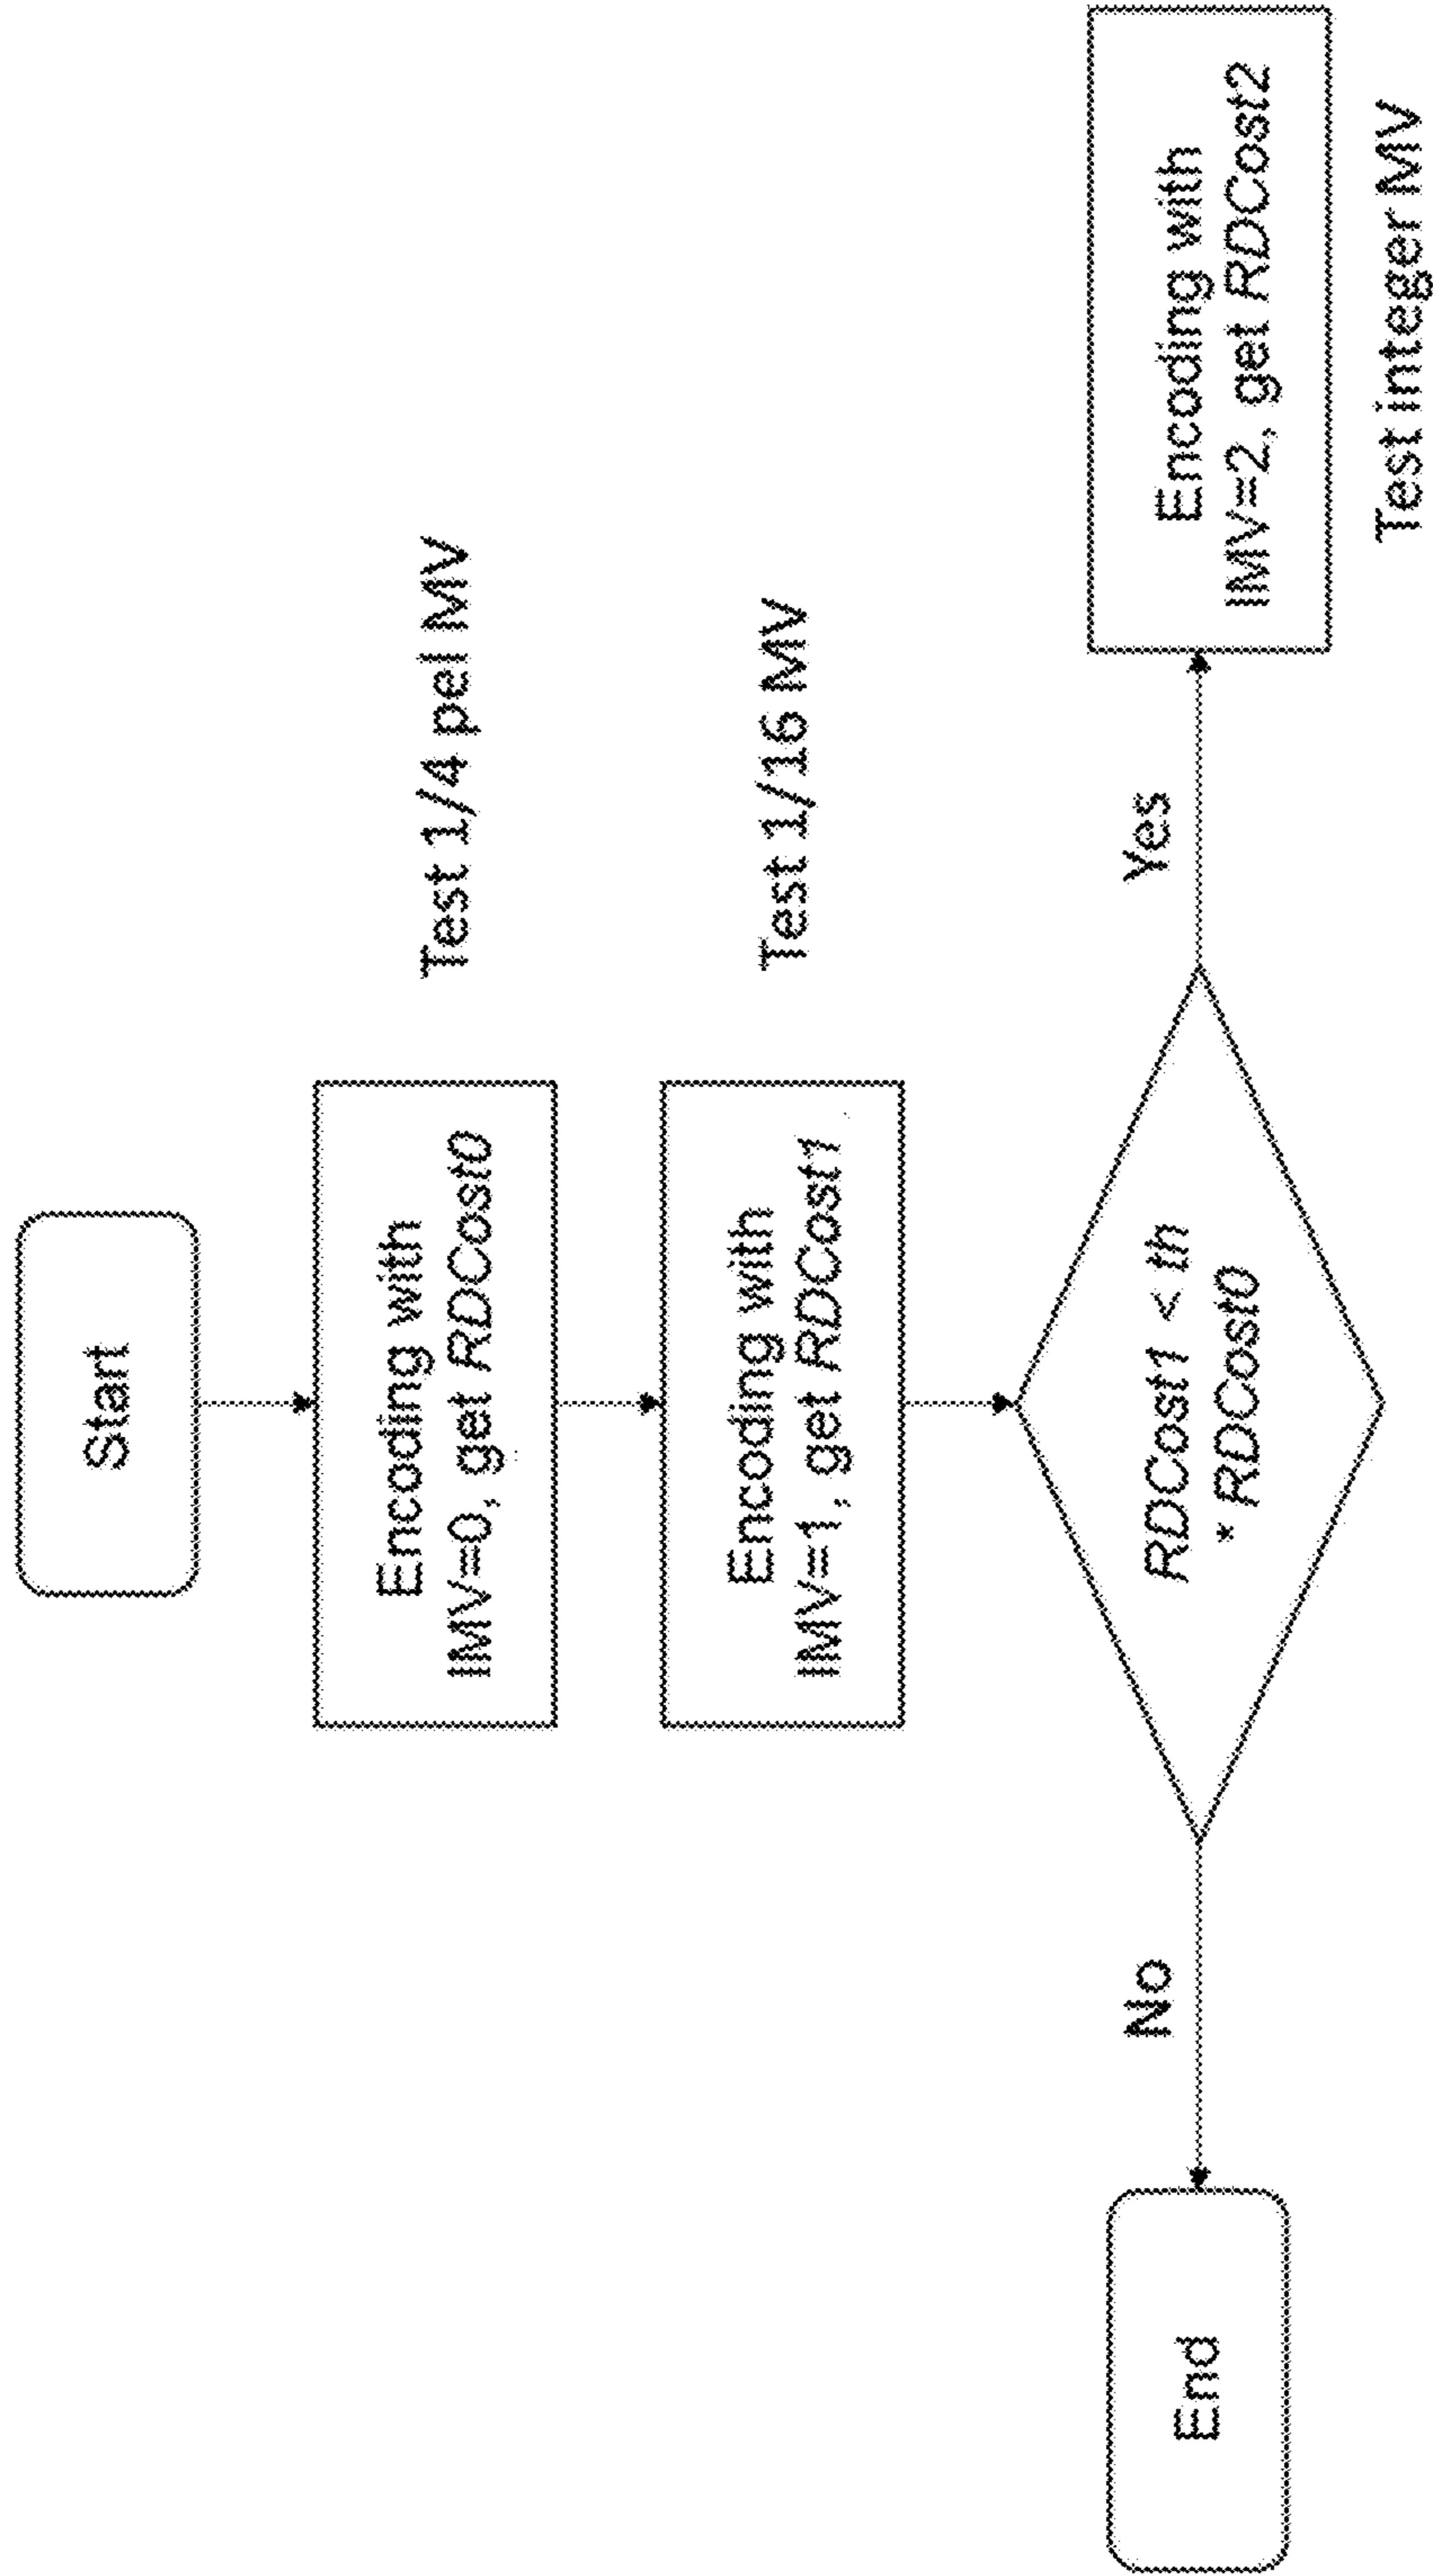 Start
Encoding with
IMV=0, get RDCost0
Test 1/4 pel MV
Encoding with
IMV=1, get RDCost1
Test 1/16 MV
RDCost1 < th
* RDCost0
No
Yes
End
Encoding with
IMV=2, get RDCost2
Test integer MV